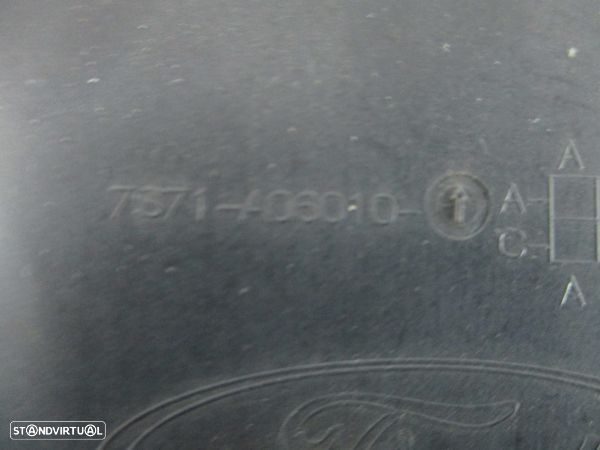 A
7S71-A06010-
A-
C-
A
STANDVIRTUAL